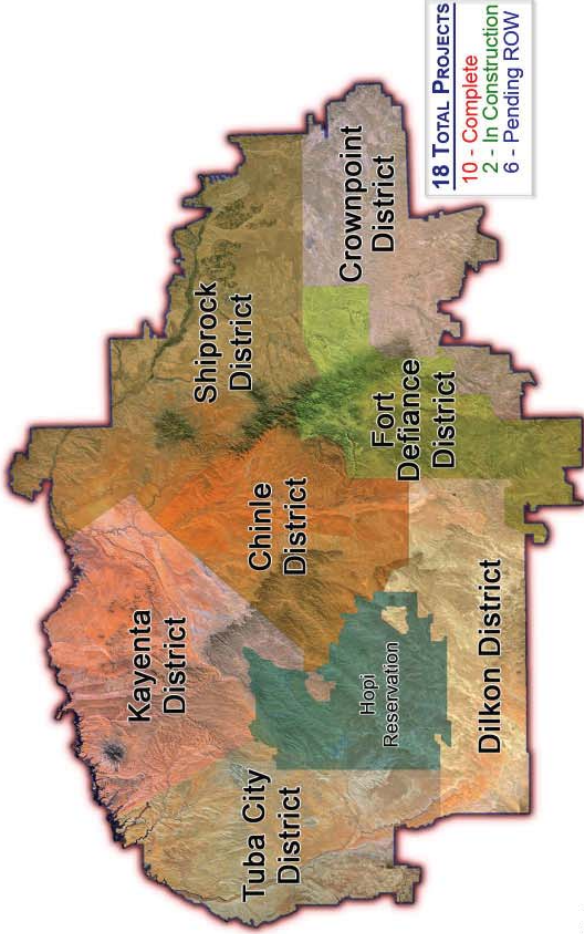 Kayenta
District
Shiprock
District
Tuba City
District
Chinle
District
Crownpoint
District
Hopi
Reservation
Fort
Defiance
District
Dilkon District
18 TOTAL PROJECTS
10 - Complete
2 - In Construction
6 - Pending ROW